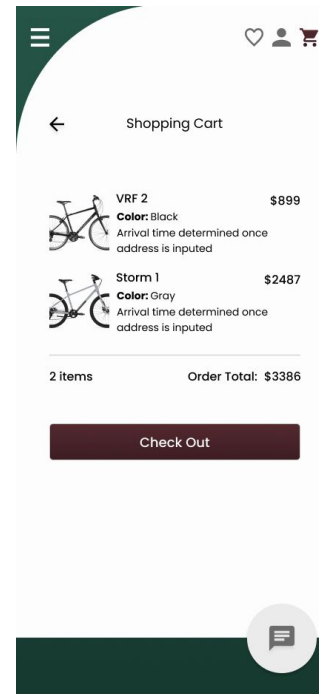 Shopping Cart
VRF 2 $899
Color: Black
Arrival time determined once
address is inputed
Storm 1 $2487
Color: Gray
Arrival time determined once
address is inputed
2 items Order Total: $3386
Check Out